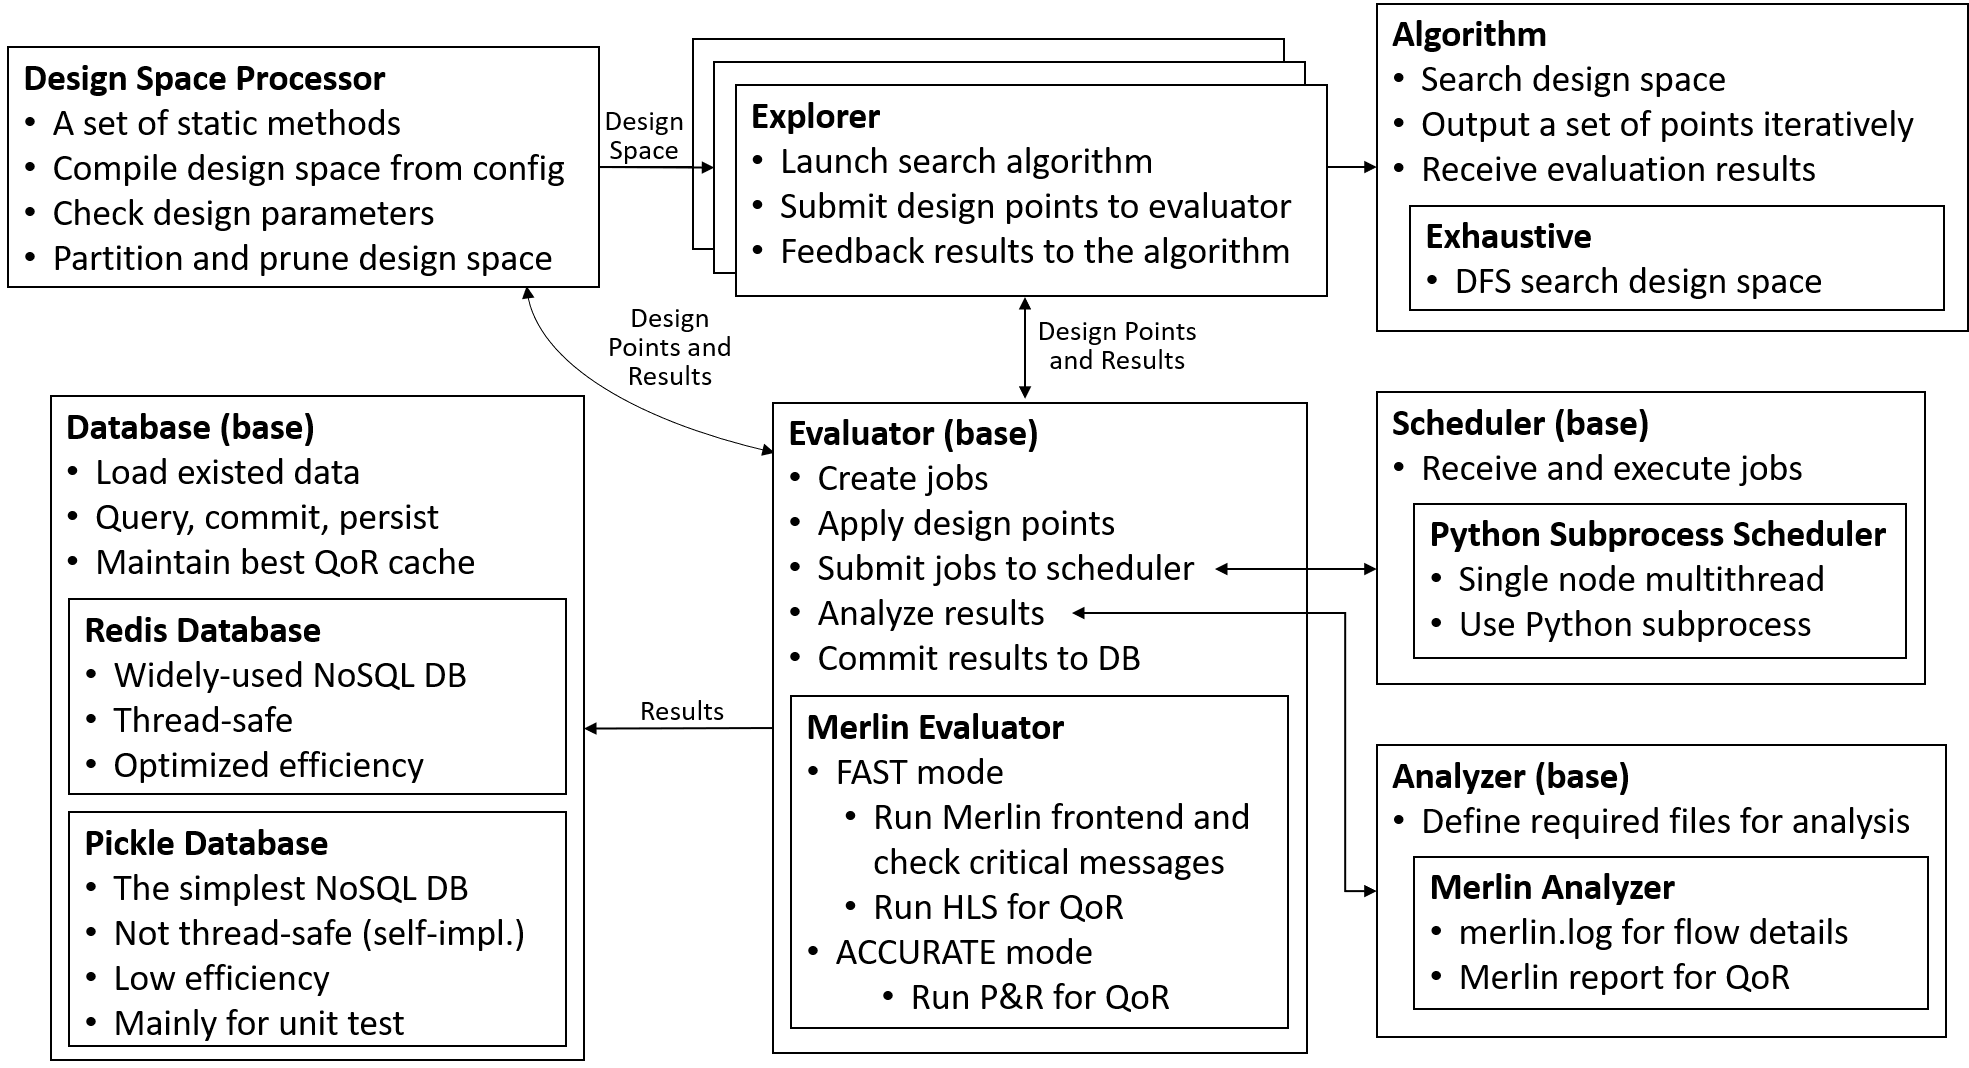 Design Space Processor
• A set of static methods
• Compile design space from config
• Check design parameters
• Partition and prune design space
Design
Space
Explorer
• Launch search algorithm
• Submit design points to evaluator
• Feedback results to the algorithm
Algorithm
• Search design space
• Output a set of points iteratively
• Receive evaluation results
Exhaustive
• DFS search design space
Design
Points and
Results
Design Points
and Results
Database (base)
• Load existed data
• Query, commit, persist
• Maintain best QoR cache
Redis Database
• Widely-used NoSQL DB
• Thread-safe
• Optimized efficiency
Pickle Database
• The simplest NoSQL DB
• Not thread-safe (self-impl.)
• Low efficiency
• Mainly for unit test
Results
Evaluator (base)
• Create jobs
• Apply design points
• Submit jobs to scheduler
• Analyze results
• Commit results to DB
Merlin Evaluator
• FAST mode
• Run Merlin frontend and
check critical messages
• Run HLS for QoR
• ACCURATE mode
• Run P&R for QoR
Scheduler (base)
• Receive and execute jobs
Python Subprocess Scheduler
• Single node multithread
• Use Python subprocess
Analyzer (base)
• Define required files for analysis
Merlin Analyzer
• merlin.log for flow details
• Merlin report for QoR